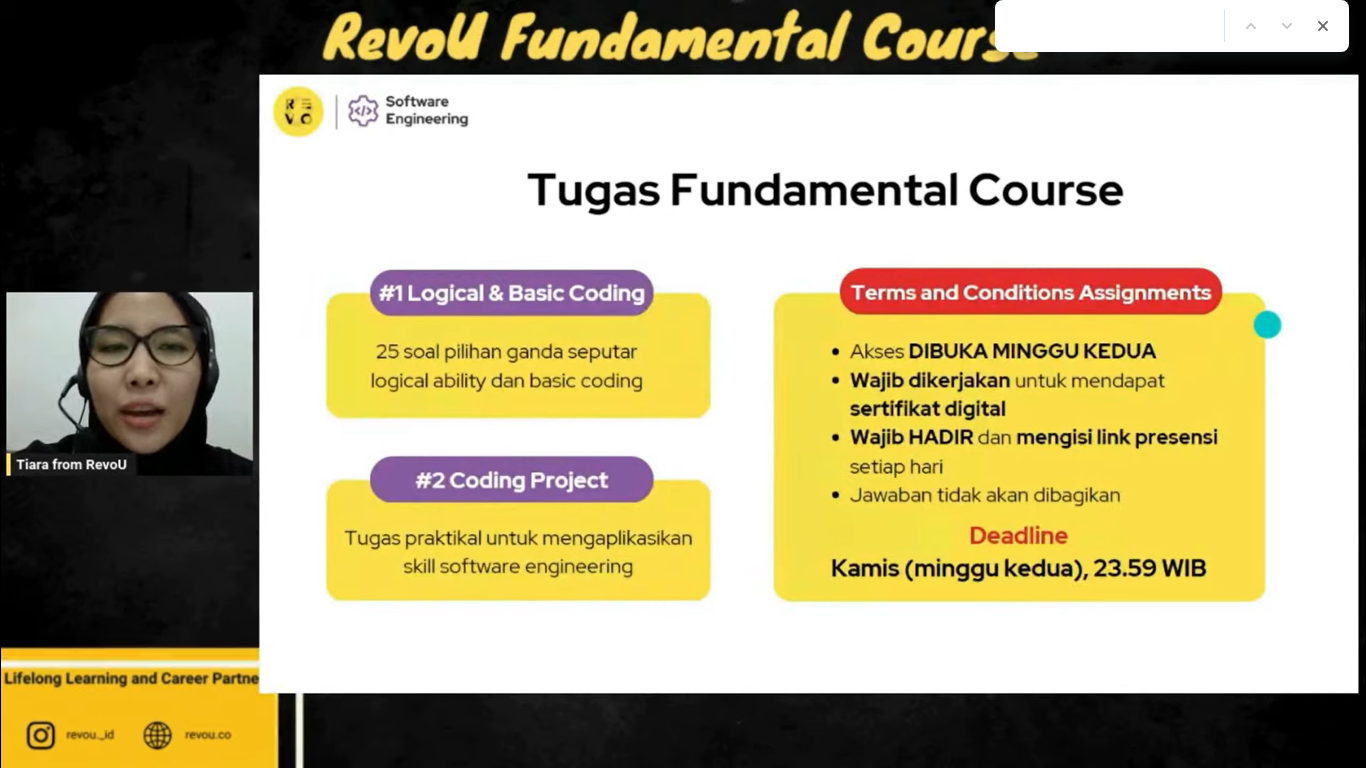 RevoU Fundamental Course
RE
VO
Software
Engineering
Tugas Fundamental Course
#1 Logical & Basic Coding
25 soal pilihan ganda seputar
logical ability dan basic coding
#2 Coding Project
Tugas praktikal untuk mengaplikasikan
skill software engineering
Terms and Conditions Assignments
• Akses DIBUKA MINGGU KEDUA
• Wajib dikerjakan untuk mendapat
sertifikat digital
• Wajib HADIR dan mengisi link presensi
setiap hari
• Jawaban tidak akan dibagikan
Deadline
Kamis (minggu kedua), 23.59 WIB
Tiara from RevoU
Lifelong Learning and Career Partne
revou_id
revou.co